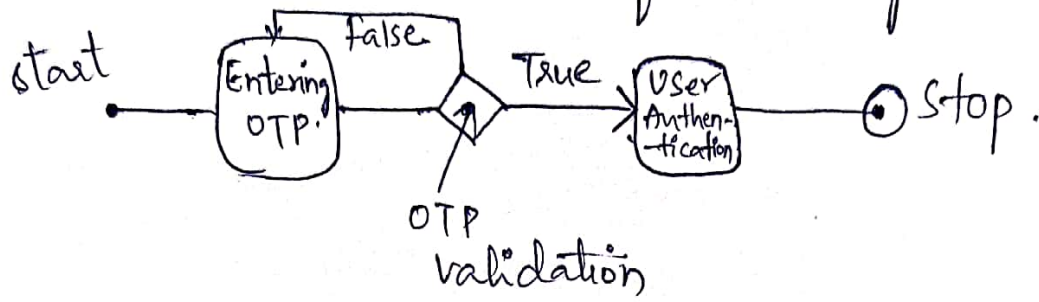 start
Entering
OTP.
false
True
User
Authen-
-tication
Stop.
OTP
validation